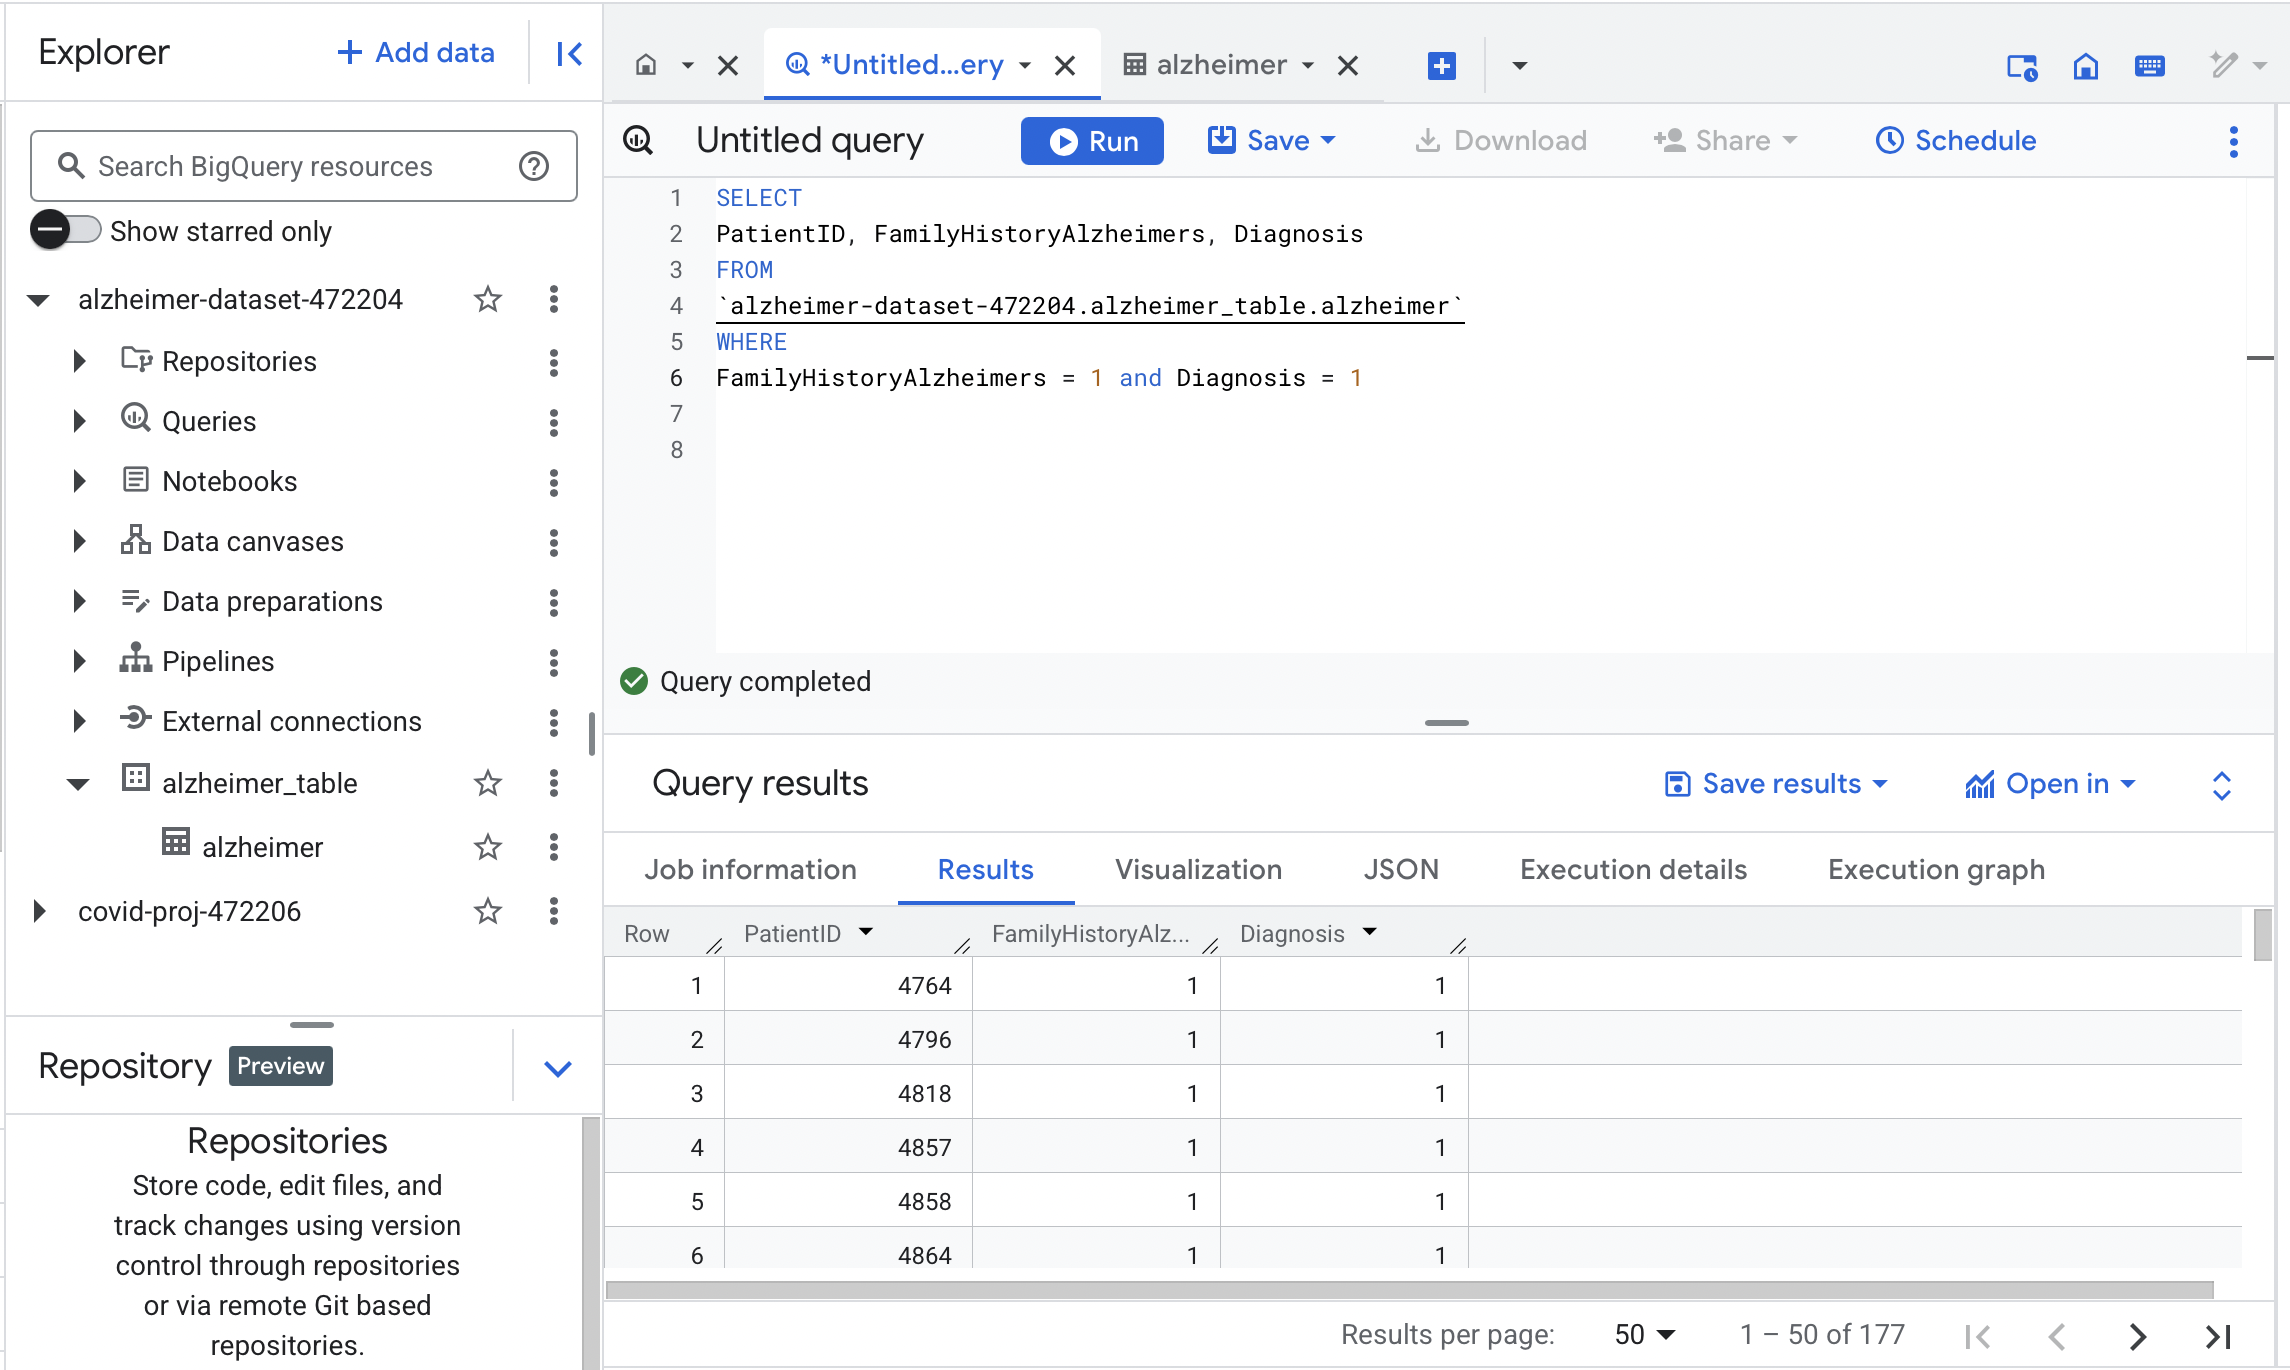 Explorer
+ Add data
Search BigQuery resources
Show starred only
alzheimer-dataset-472204
Repositories
Queries
Notebooks
Data canvases
Data preparations
Pipelines
External connections
alzheimer_table
alzheimer
covid-proj-472206
Repository Preview
Repositories
Store code, edit files, and
track changes using version
control through repositories
or via remote Git based
repositories.
*Untitled...ery
alzheimer
Untitled query
Run
Save
Download
Share
Schedule
1 SELECT
2 PatientID, FamilyHistoryAlzheimers, Diagnosis
3 FROM
4 `alzheimer-dataset-472204.alzheimer_table.alzheimer`
5 WHERE
6 FamilyHistoryAlzheimers = 1 and Diagnosis = 1
7
8
Query completed
Query results
Save results
Open in
Job information Results Visualization JSON Execution details Execution graph
Row PatientID FamilyHistoryAlz... Diagnosis
1 4764 1 1
2 4796 1 1
3 4818 1 1
4 4857 1 1
5 4858 1 1
6 4864 1 1
Results per page: 50 1 – 50 of 177